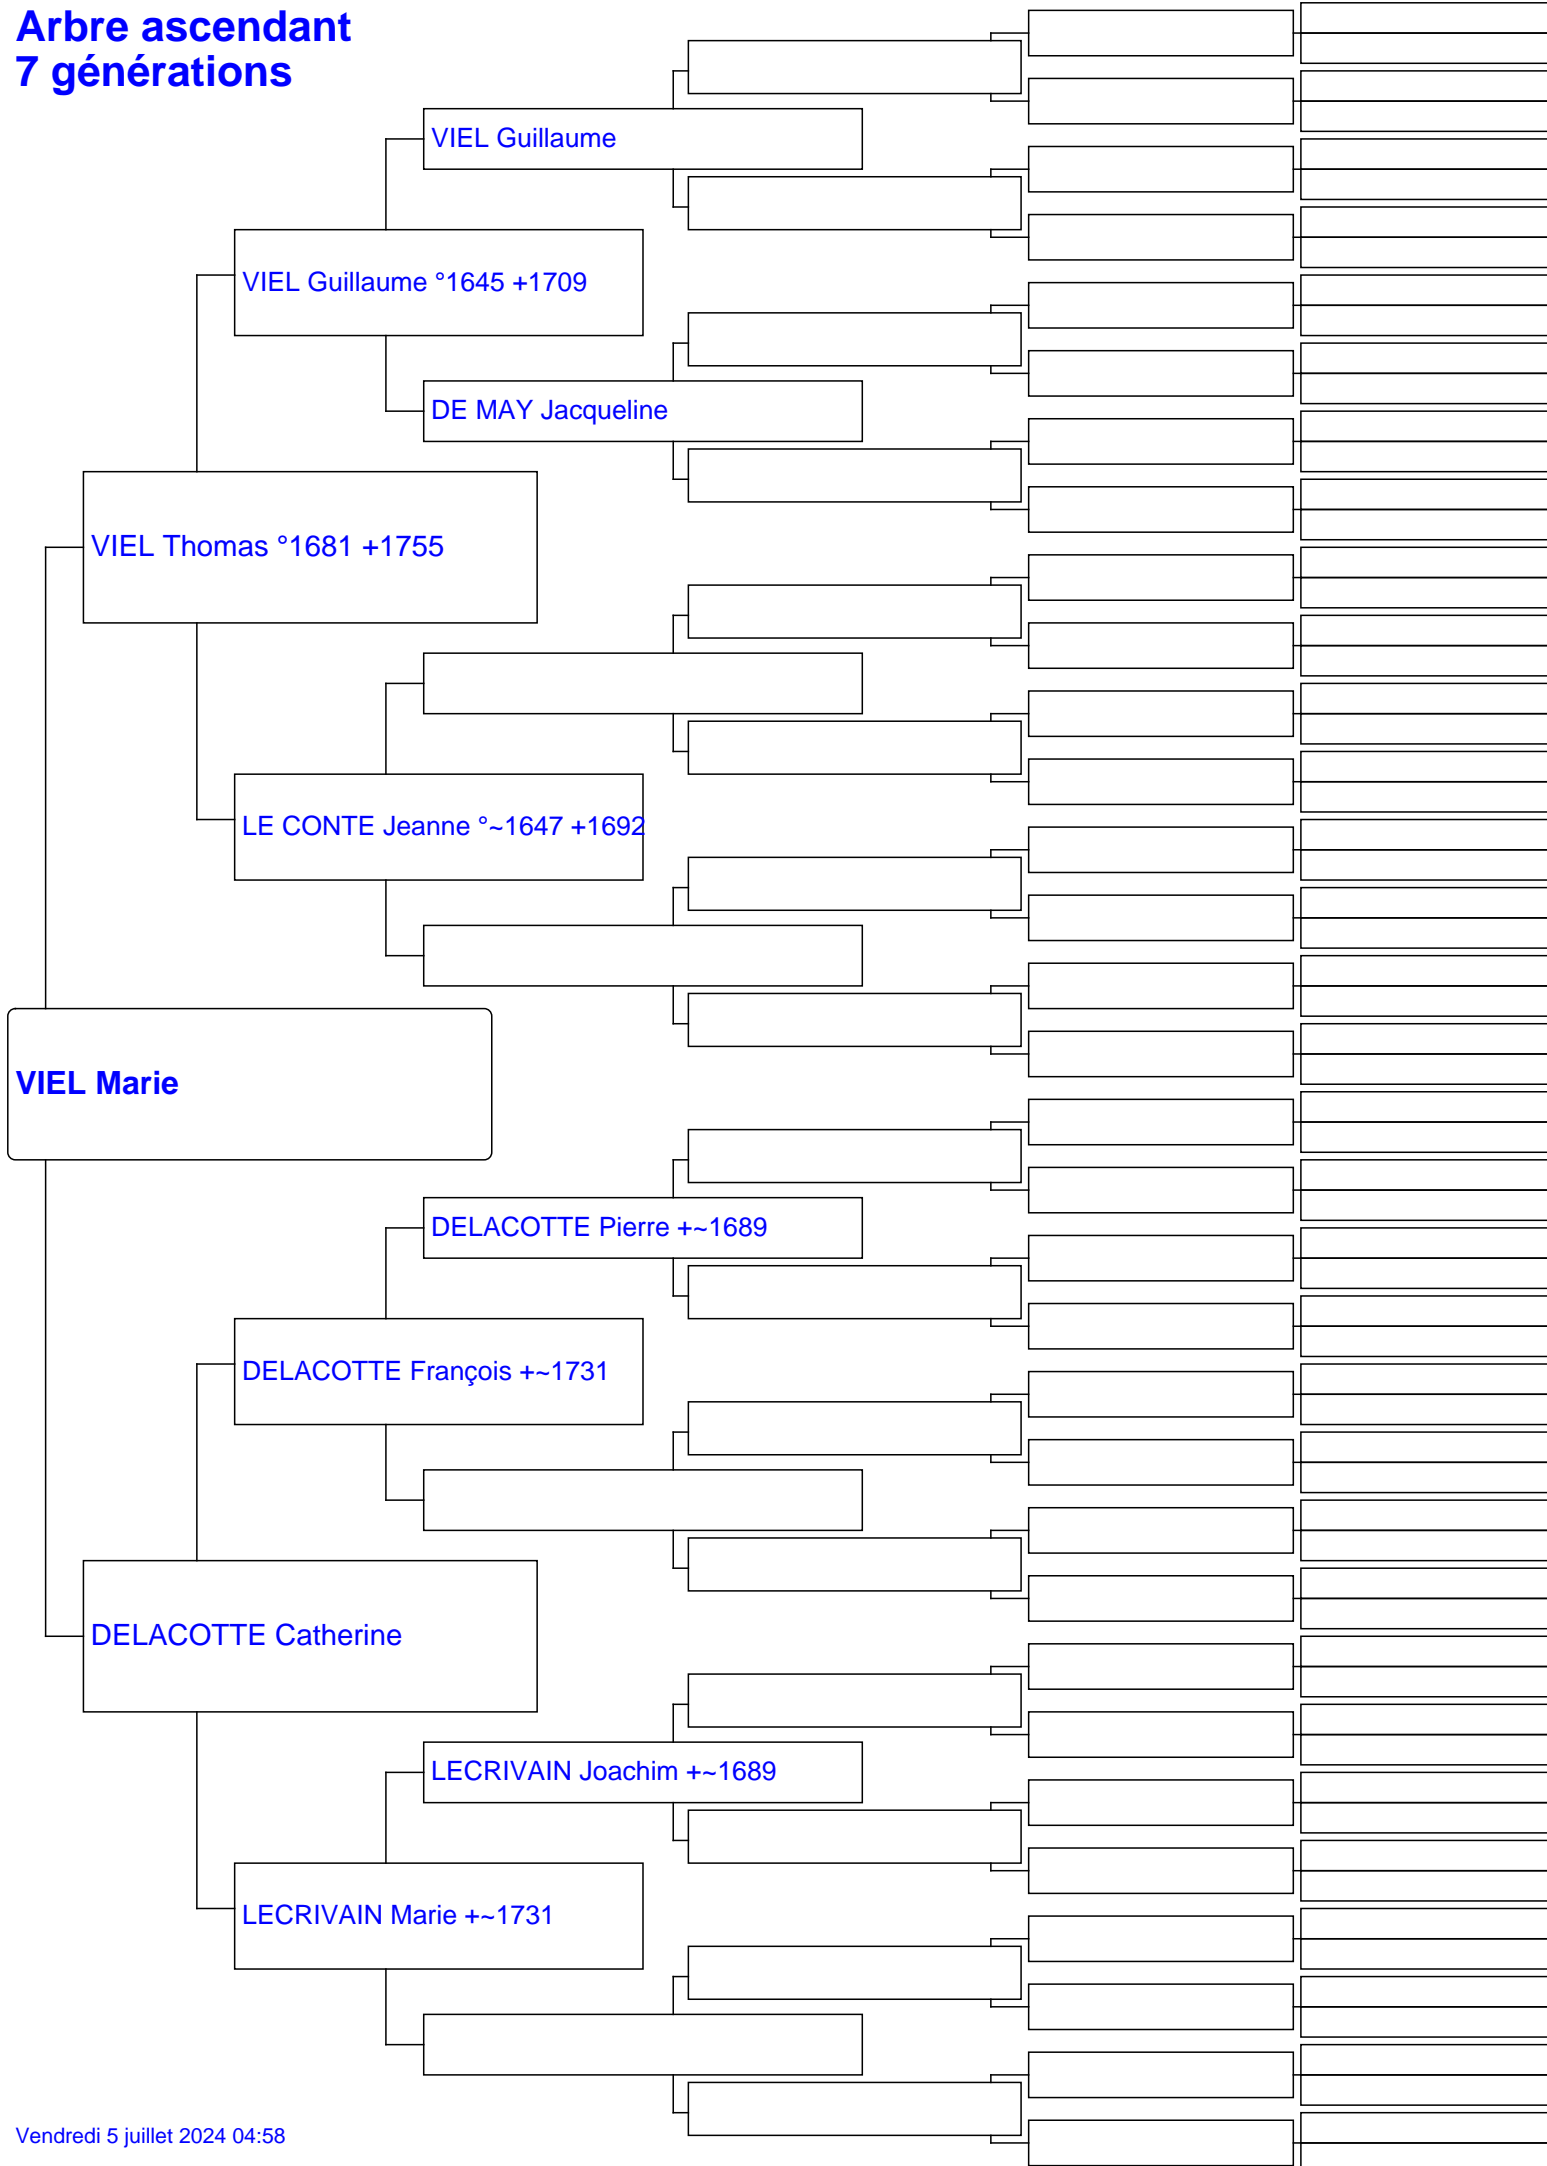 Arbre ascendant
7 générations
VIEL Guillaume
VIEL Guillaume °1645 +1709
DE MAY Jacqueline
VIEL Thomas °1681 +1755
LE CONTE Jeanne °~1647 +1692
VIEL Marie
DELACOTTE Pierre +~1689
DELACOTTE François +~1731
DELACOTTE Catherine
LECRIVAIN Joachim +~1689
LECRIVAIN Marie +~1731
Vendredi 5 juillet 2024 04:58